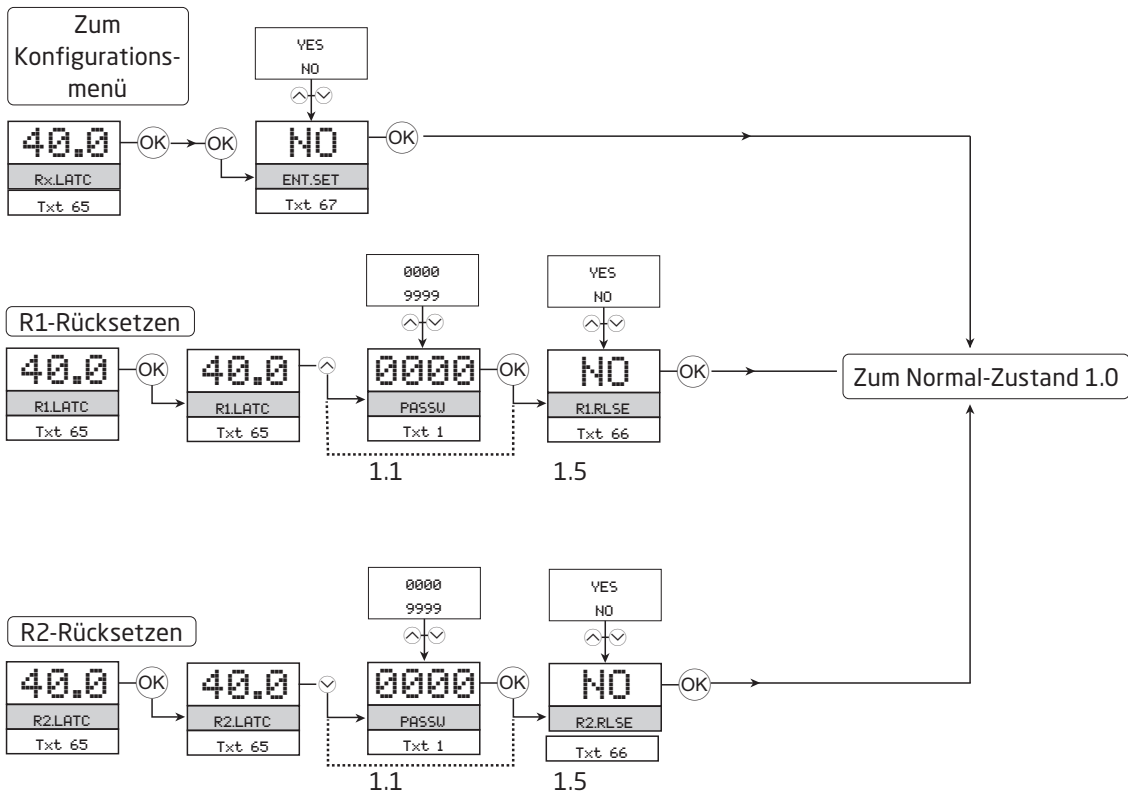 Zum
Konfigurations-
menü
YES
NO
40.0
OK
OK
NO
OK
Rx.LATC
ENT.SET
Txt 65
Txt 67
0000
9999
YES
NO
R1-Rücksetzen
40.0
OK
40.0
0000
OK
NO
OK
Zum Normal-Zustand 1.0
R1.LATC
R1.LATC
PASSW
R1.RLSE
Txt 65
Txt 65
Txt 1
Txt 66
1.1
1.5
0000
9999
YES
NO
R2-Rücksetzen
40.0
OK
40.0
0000
OK
NO
OK
R2.LATC
R2.LATC
PASSW
R2.RLSE
Txt 65
Txt 65
Txt 1
Txt 66
1.1
1.5